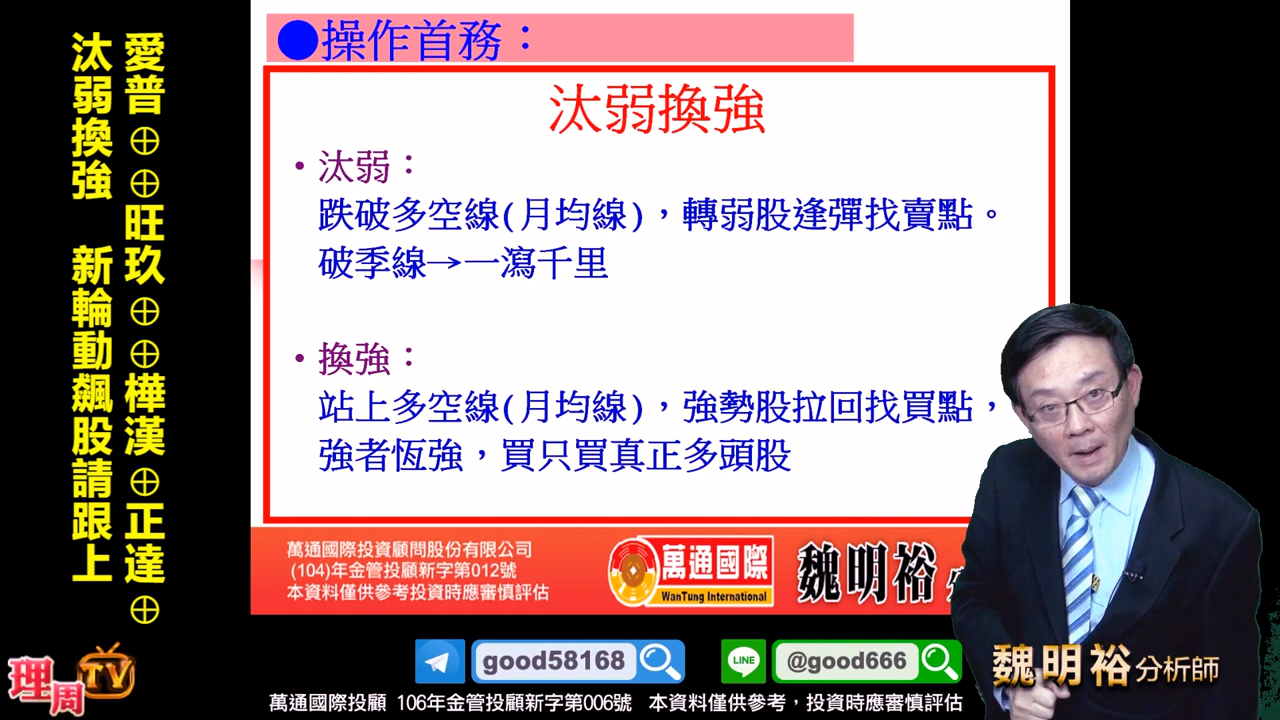 愛普⊕⊕旺玖⊕⊕樺漢⊕正達⊕
汰弱換強 新輪動飆股請跟上
●操作首務：
汰弱換強
・汰弱：
跌破多空線(月均線)，轉弱股逢彈找賣點。
破季線→一瀉千里
・換強：
站上多空線(月均線)，強勢股拉回找買點，
強者恆強，買只買真正多頭股
萬通國際投資顧問股份有限公司
(104)年金管投顧新字第012號
本資料僅供參考投資時應審慎評估
萬通國際
WanTung International
魏明裕
魏明裕分析師
理周TV
good58168
LINE
@good666
萬通國際投顧 106年金管投顧新字第006號 本資料僅供參考，投資時應審慎評估